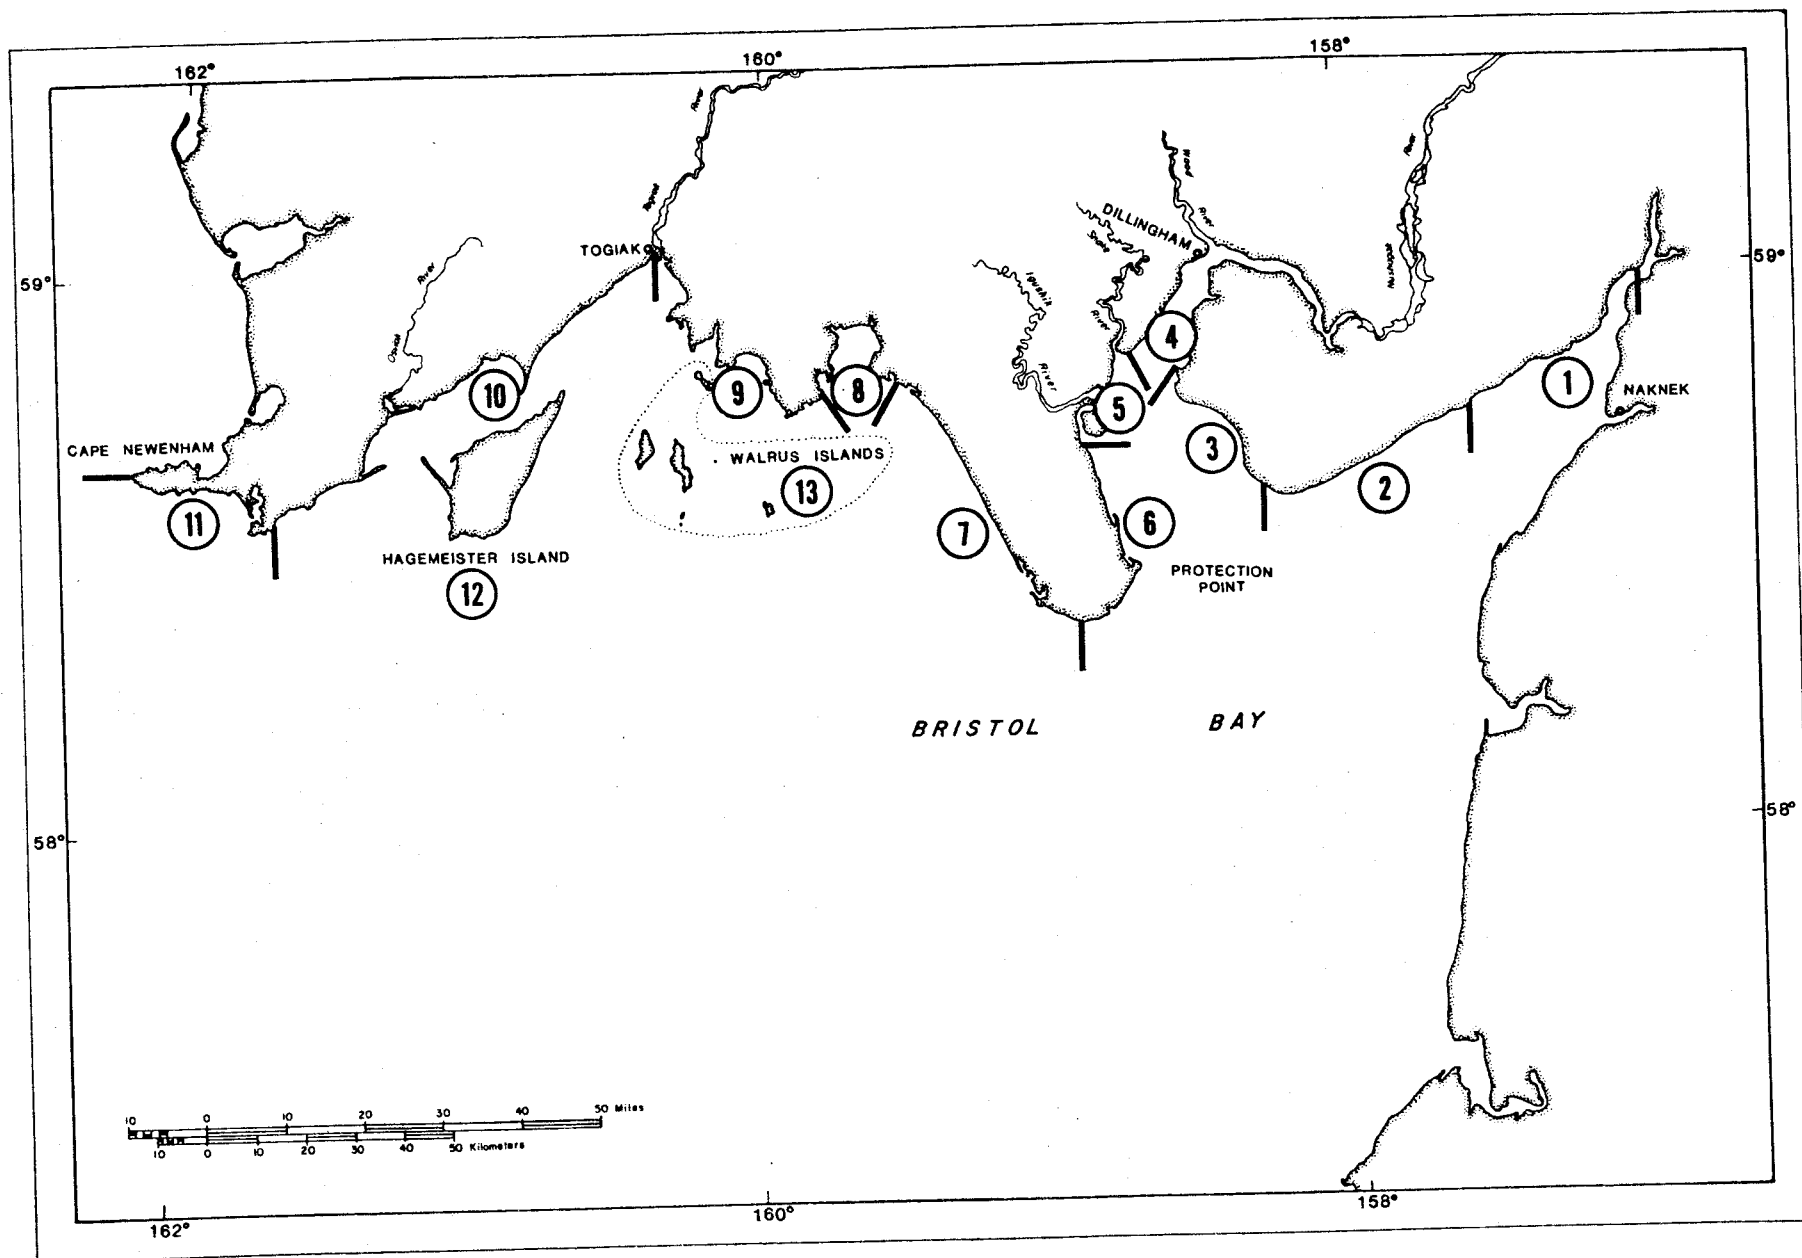 162°
160°
158°
River
Togiak
TOGIAK
River
Wood
River
DILLINGHAM
Snake
River
Igushik
River
River
Nushagak
59°
59°
4
9
8
10
5
1
NAKNEK
CAPE NEWENHAM
WALRUS ISLANDS
3
13
2
11
7
6
HAGEMEISTER ISLAND
12
PROTECTION
POINT
BRISTOL BAY
58°
58°
10 0 10 20 30 40 50 Miles
10 0 10 20 30 40 50 Kilometers
162°
160°
158°